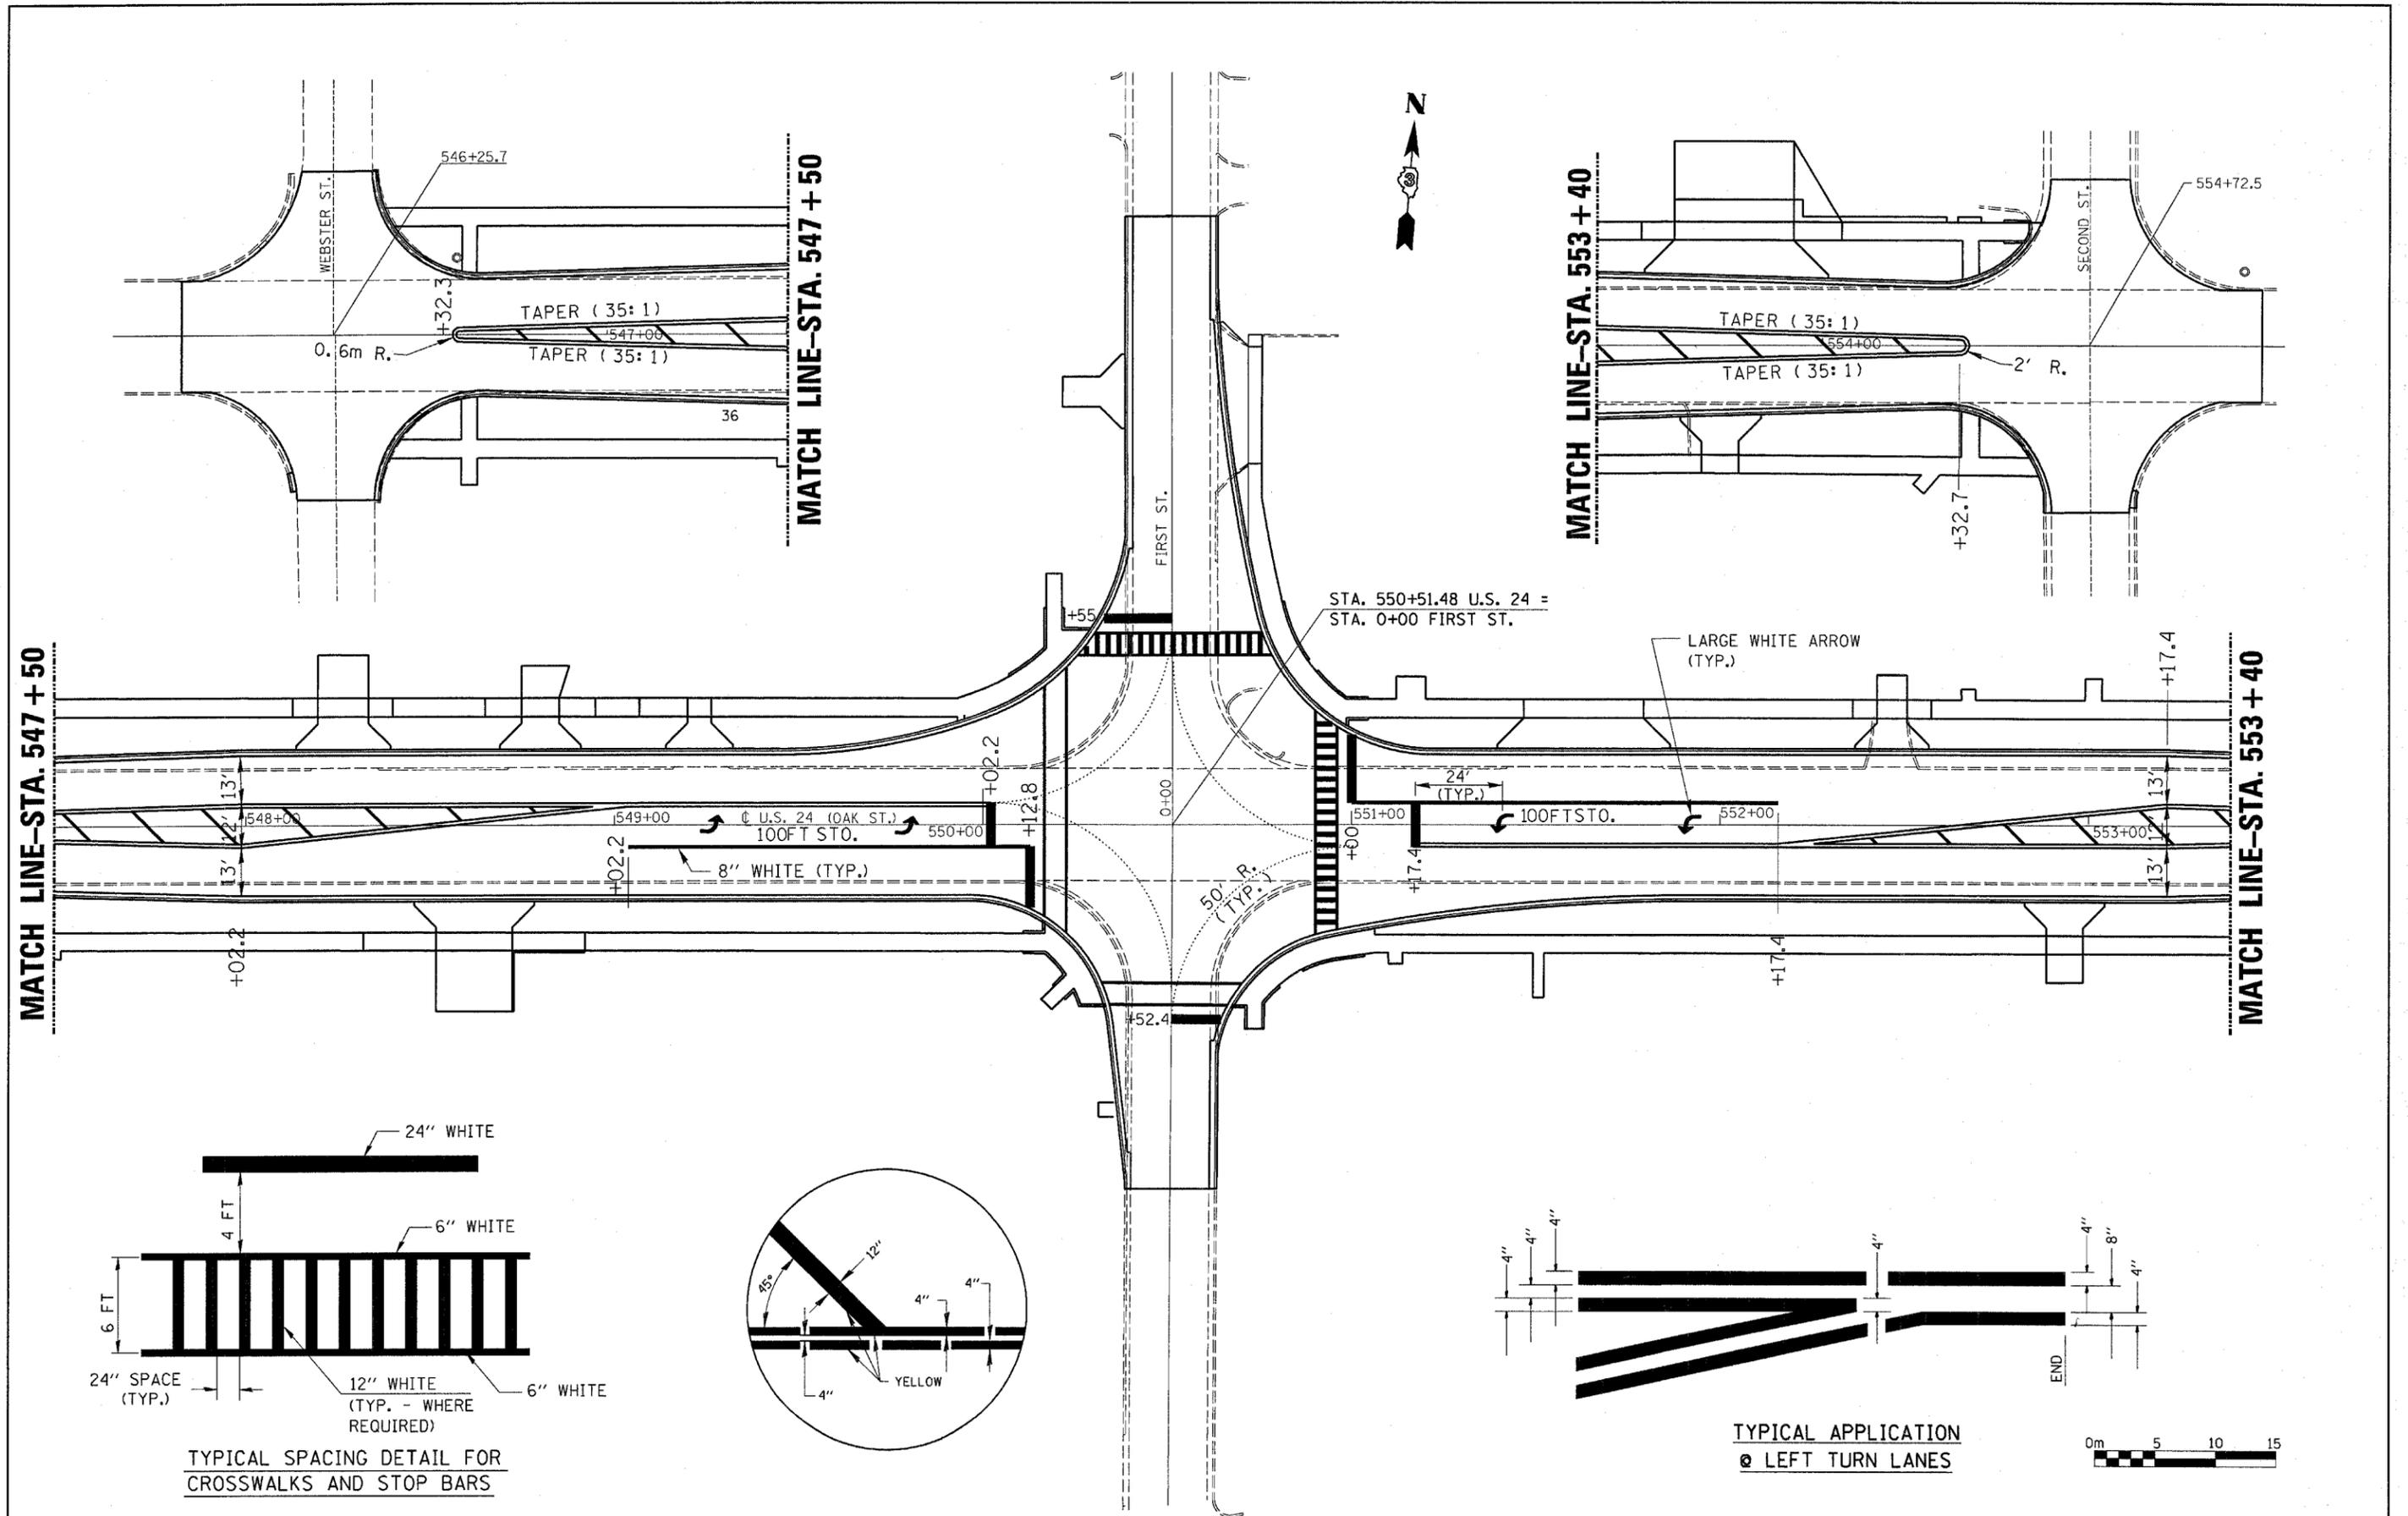 546+25.7
WEBSTER ST.
+32.3
TAPER (35:1)
547+00
0.6m R.
TAPER (35:1)
36
MATCH LINE-STA. 547+50
N
MATCH LINE-STA. 553+40
554+72.5
SECOND ST.
TAPER (35:1)
554+00
2' R.
TAPER (35:1)
+32.7
FIRST ST.
+55
STA. 550+51.48 U.S. 24 =
STA. 0+00 FIRST ST.
LARGE WHITE ARROW
(TYP.)
+17.4
MATCH LINE-STA. 547+50
13'
12'
13'
548+00
+02.2
549+00
+02.2
℄ U.S. 24 (OAK ST.)
100FT STO.
550+00
8" WHITE (TYP.)
+02.2
+12.8
0+00
50' R.
(TYP.)
+00
551+00
24'
(TYP.)
100FT STO.
552+00
+17.4
+17.4
553+00
13'
12'
13'
MATCH LINE-STA. 553+40
+52.4
24" WHITE
4 FT
6" WHITE
6 FT
24" SPACE
(TYP.)
12" WHITE
(TYP. - WHERE
REQUIRED)
6" WHITE
TYPICAL SPACING DETAIL FOR
CROSSWALKS AND STOP BARS
45°
12"
4"
4"
4"
YELLOW
4"
4"
4"
4"
4"
8"
4"
END
TYPICAL APPLICATION
@ LEFT TURN LANES
0m 5 10 15